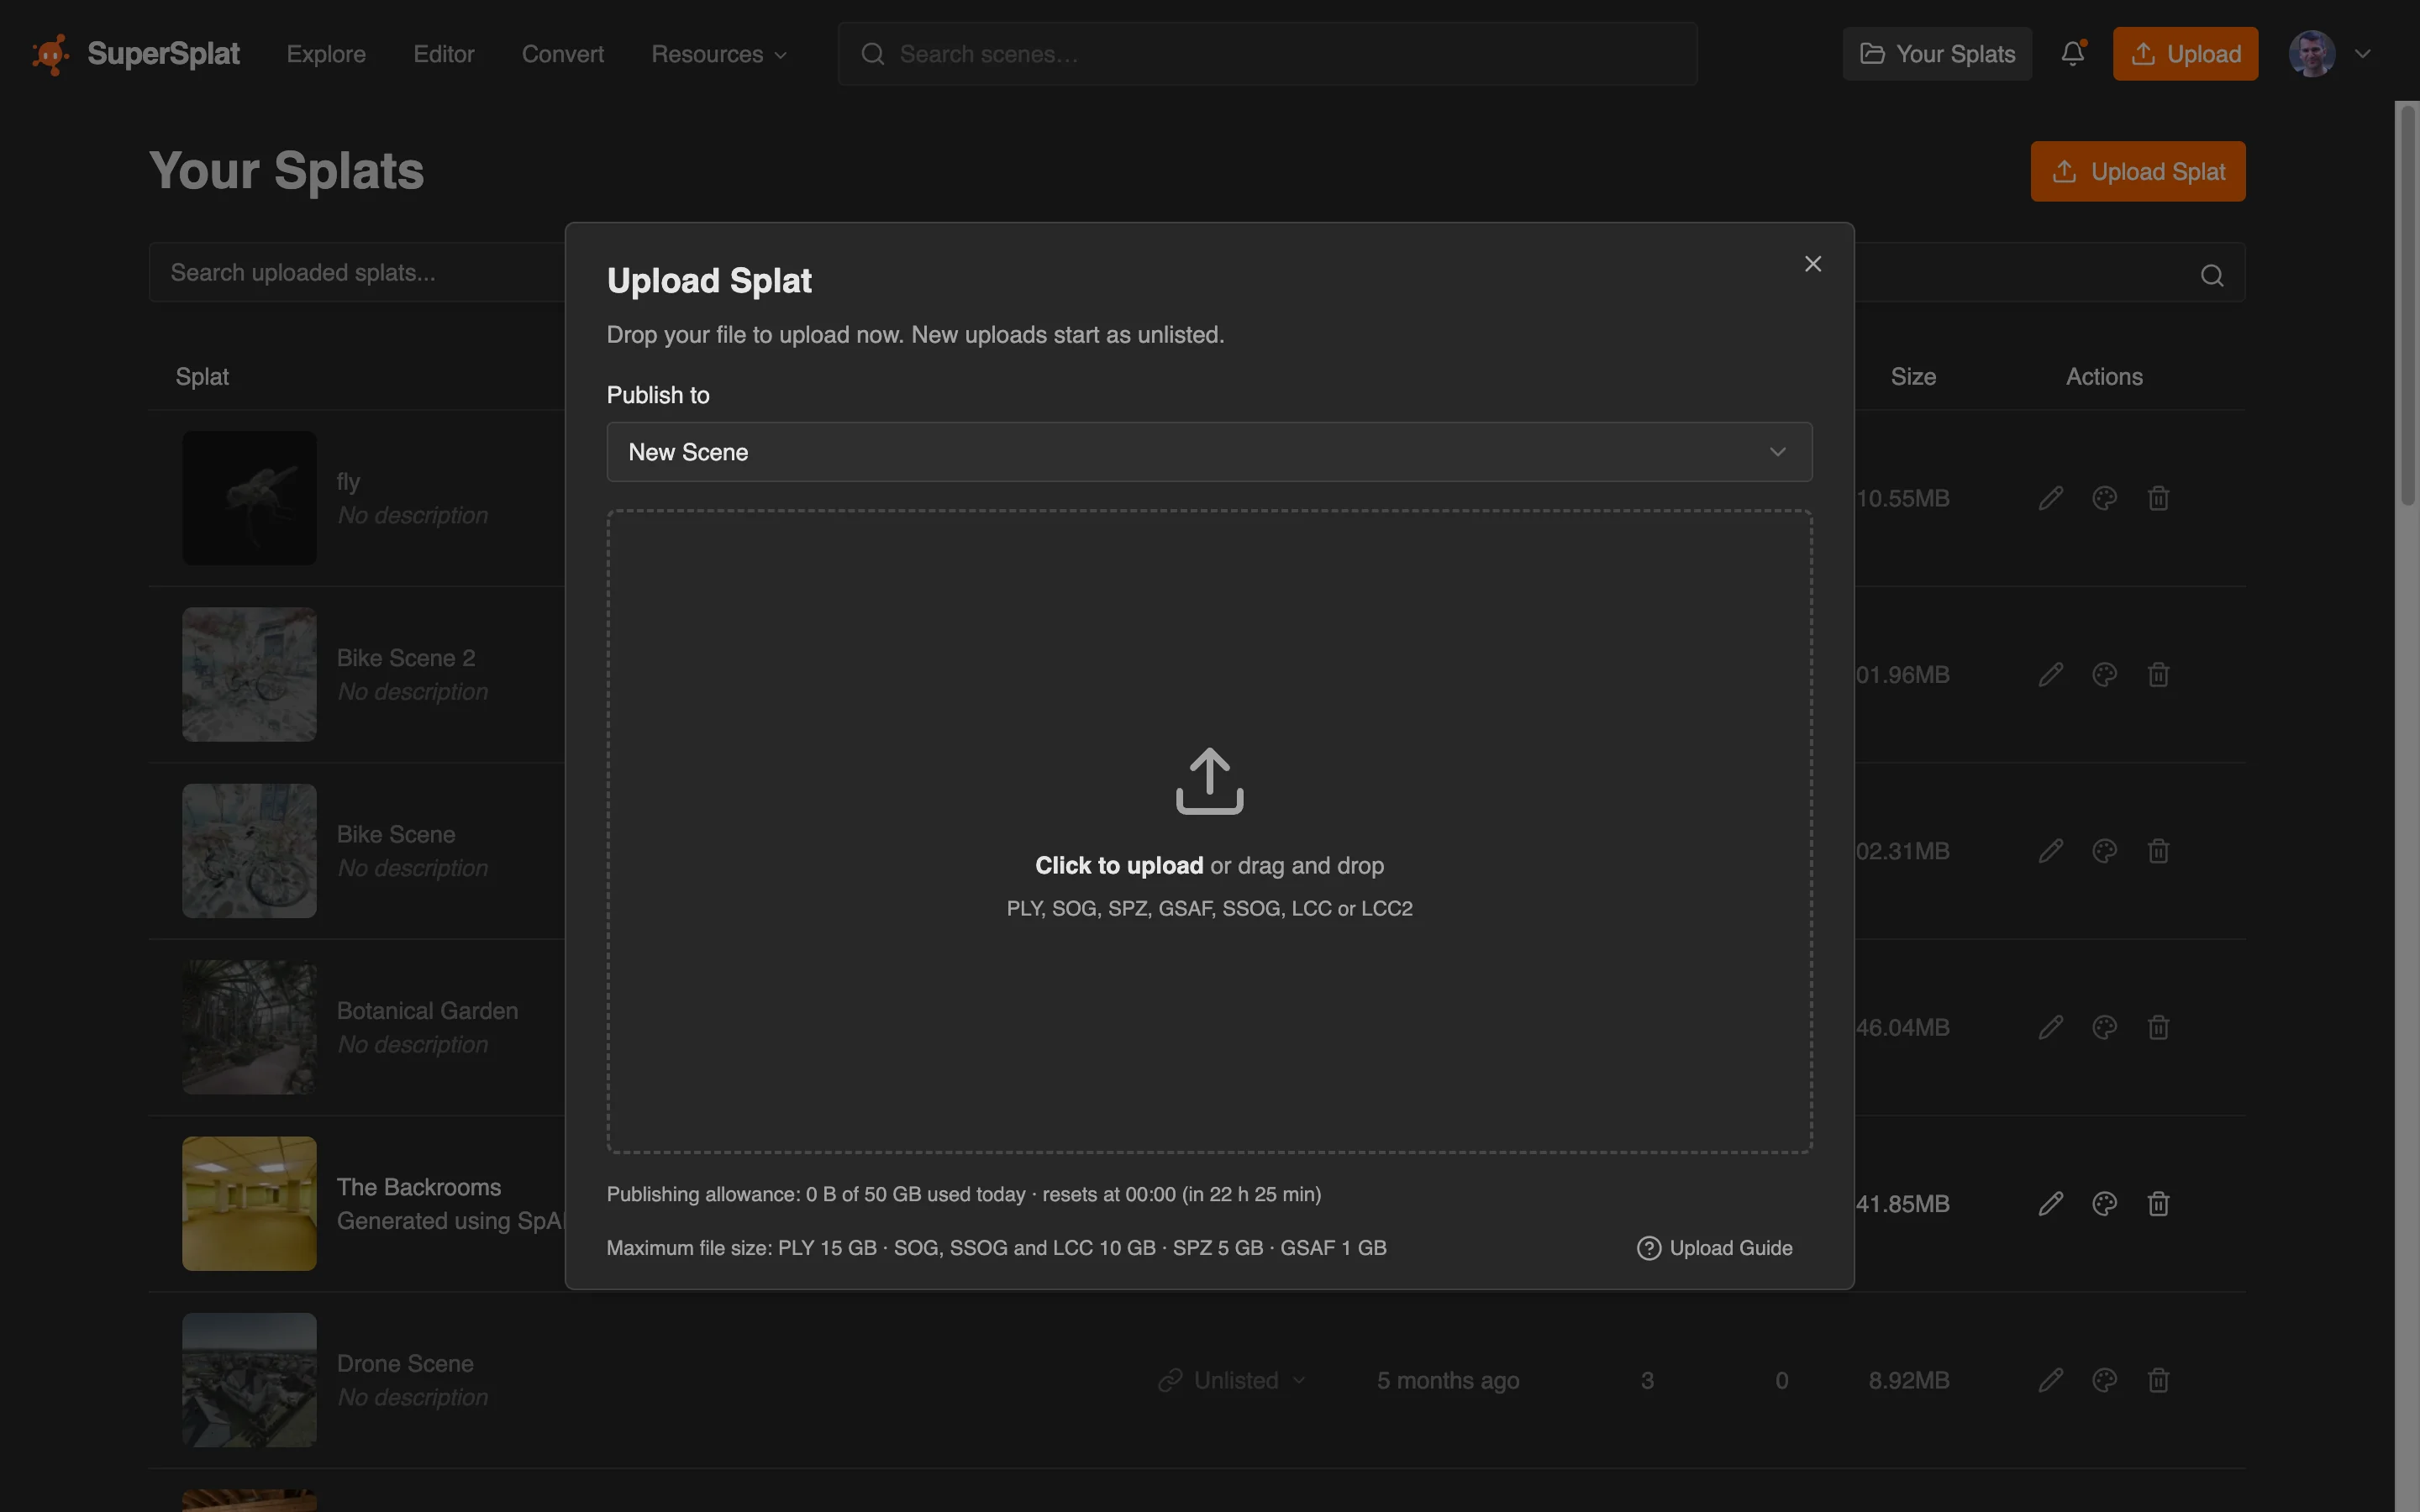 SuperSplat
Explore
Editor
Convert
Resources
Search scenes...
Your Splats
Upload
Your Splats
Upload Splat
Search uploaded splats...
Splat
Size
Actions
Upload Splat
Drop your file to upload now. New uploads start as unlisted.
Publish to
New Scene
Click to upload or drag and drop
PLY, SOG, SPZ, GSAF, SSOG, LCC or LCC2
Publishing allowance: 0 B of 50 GB used today · resets at 00:00 (in 22 h 25 min)
Maximum file size: PLY 15 GB · SOG, SSOG and LCC 10 GB · SPZ 5 GB · GSAF 1 GB
Upload Guide
fly
No description
10.55MB
Bike Scene 2
No description
01.96MB
Bike Scene
No description
02.31MB
Botanical Garden
No description
46.04MB
The Backrooms
Generated using SpA
41.85MB
Drone Scene
No description
Unlisted
5 months ago
3
0
8.92MB